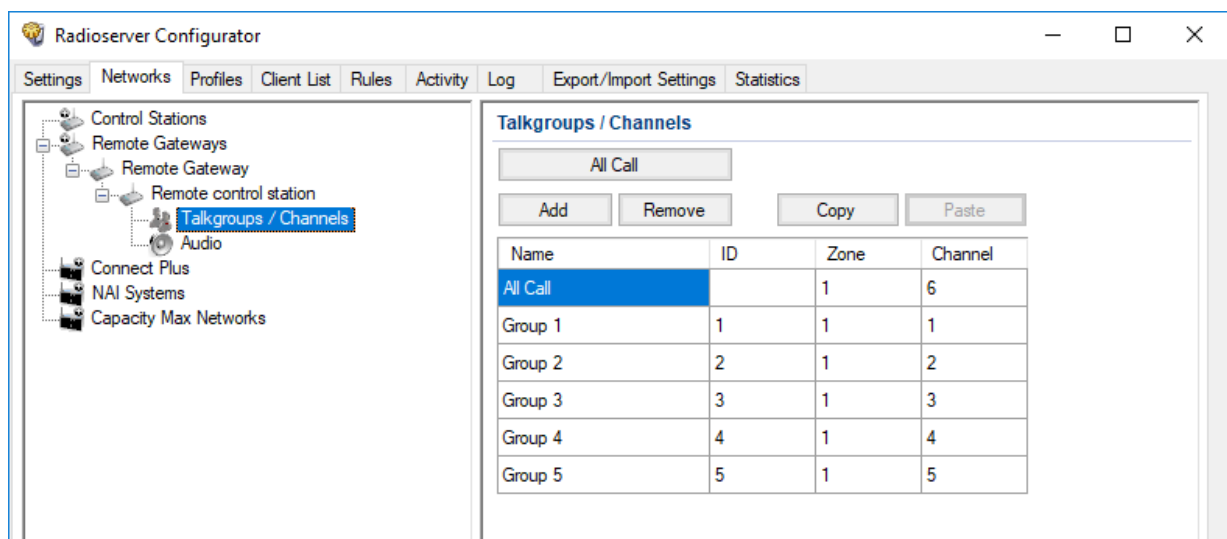 Radioserver Configurator
Settings Networks Profiles Client List Rules Activity Log Export/Import Settings Statistics
Control Stations
Remote Gateways
Remote Gateway
Remote control station
Talkgroups / Channels
Audio
Connect Plus
NAI Systems
Capacity Max Networks
Talkgroups / Channels
All Call
Add Remove Copy Paste
Name ID Zone Channel
All Call 1 6
Group 1 1 1 1
Group 2 2 1 2
Group 3 3 1 3
Group 4 4 1 4
Group 5 5 1 5